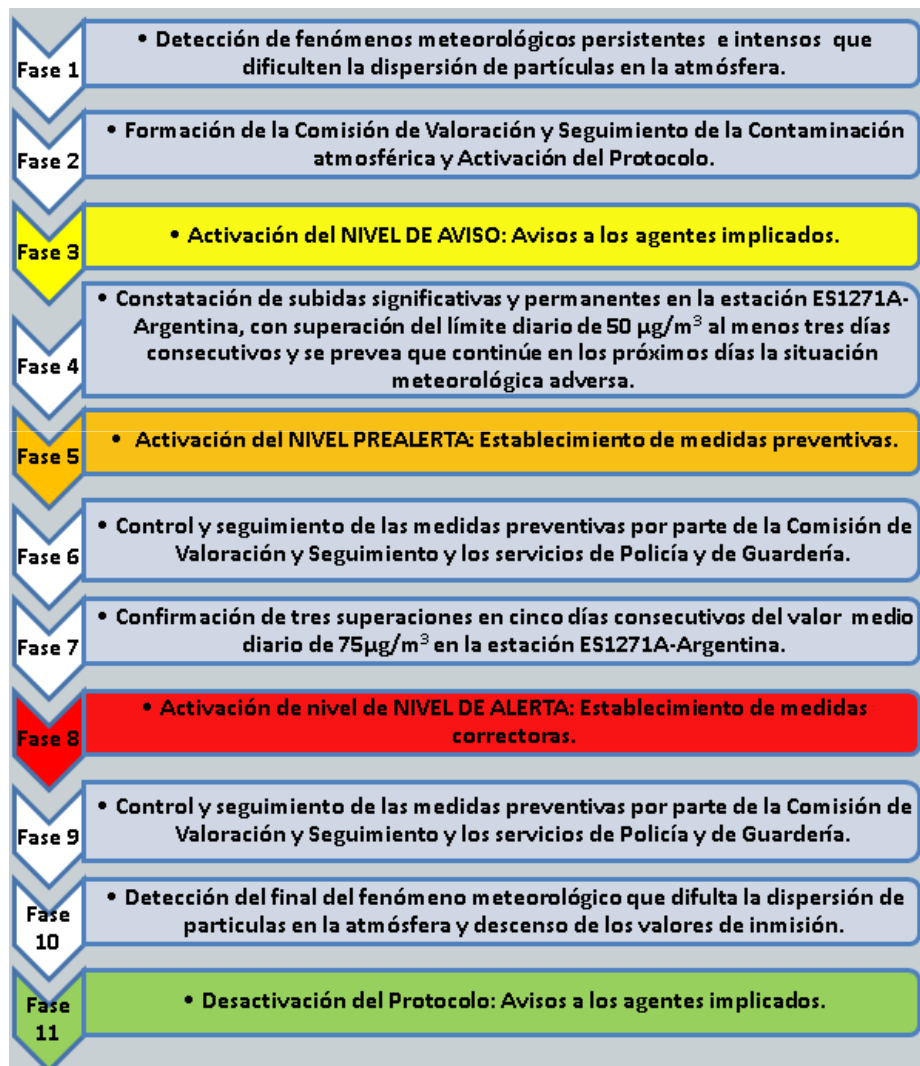 Fase 1
• Detección de fenómenos meteorológicos persistentes e intensos que
dificulten la dispersión de partículas en la atmósfera.
Fase 2
• Formación de la Comisión de Valoración y Seguimiento de la Contaminación
atmosférica y Activación del Protocolo.
Fase 3
• Activación del NIVEL DE AVISO: Avisos a los agentes implicados.
Fase 4
• Constatación de subidas significativas y permanentes en la estación ES1271A-
Argentina, con superación del límite diario de 50 µg/m³ al menos tres días
consecutivos y se prevea que continúe en los próximos días la situación
meteorológica adversa.
Fase 5
• Activación del NIVEL PREALERTA: Establecimiento de medidas preventivas.
Fase 6
• Control y seguimiento de las medidas preventivas por parte de la Comisión de
Valoración y Seguimiento y los servicios de Policía y de Guardería.
Fase 7
• Confirmación de tres superaciones en cinco días consecutivos del valor medio
diario de 75µg/m³ en la estación ES1271A-Argentina.
Fase 8
• Activación de nivel de NIVEL DE ALERTA: Establecimiento de medidas
correctoras.
Fase 9
• Control y seguimiento de las medidas preventivas por parte de la Comisión de
Valoración y Seguimiento y los servicios de Policía y de Guardería.
Fase
10
• Detección del final del fenómeno meteorológico que difulta la dispersión de
particulas en la atmósfera y descenso de los valores de inmisión.
Fase
11
• Desactivación del Protocolo: Avisos a los agentes implicados.